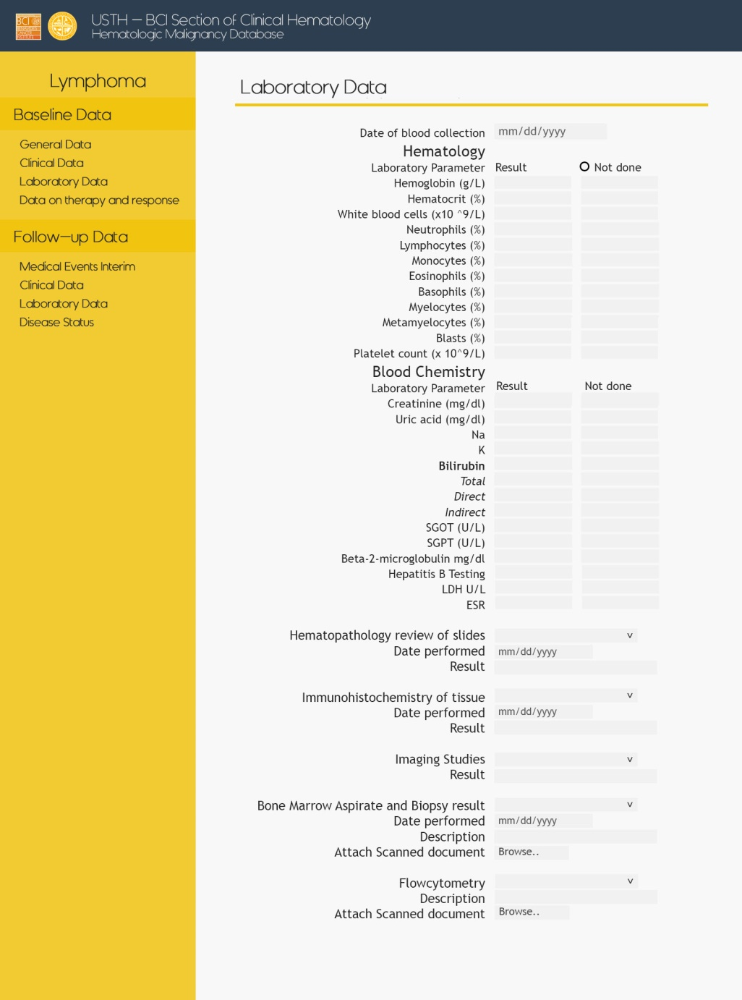 BCI
USTH – BCI Section of Clinical Hematology
Hematologic Malignancy Database
Lymphoma
Baseline Data
General Data
Clinical Data
Laboratory Data
Data on therapy and response
Follow–up Data
Medical Events Interim
Clinical Data
Laboratory Data
Disease Status
Laboratory Data
Date of blood collection mm/dd/yyyy
Hematology
Laboratory Parameter Result Not done
Hemoglobin (g/L)
Hematocrit (%)
White blood cells (x10 ^9/L)
Neutrophils (%)
Lymphocytes (%)
Monocytes (%)
Eosinophils (%)
Basophils (%)
Myelocytes (%)
Metamyelocytes (%)
Blasts (%)
Platelet count (x 10^9/L)
Blood Chemistry
Laboratory Parameter Result Not done
Creatinine (mg/dl)
Uric acid (mg/dl)
Na
K
Bilirubin
Total
Direct
Indirect
SGOT (U/L)
SGPT (U/L)
Beta-2-microglobulin mg/dl
Hepatitis B Testing
LDH U/L
ESR
Hematopathology review of slides v
Date performed mm/dd/yyyy
Result
Immunohistochemistry of tissue v
Date performed mm/dd/yyyy
Result
Imaging Studies v
Result
Bone Marrow Aspirate and Biopsy result v
Date performed mm/dd/yyyy
Description
Attach Scanned document Browse..
Flowcytometry v
Description
Attach Scanned document Browse..